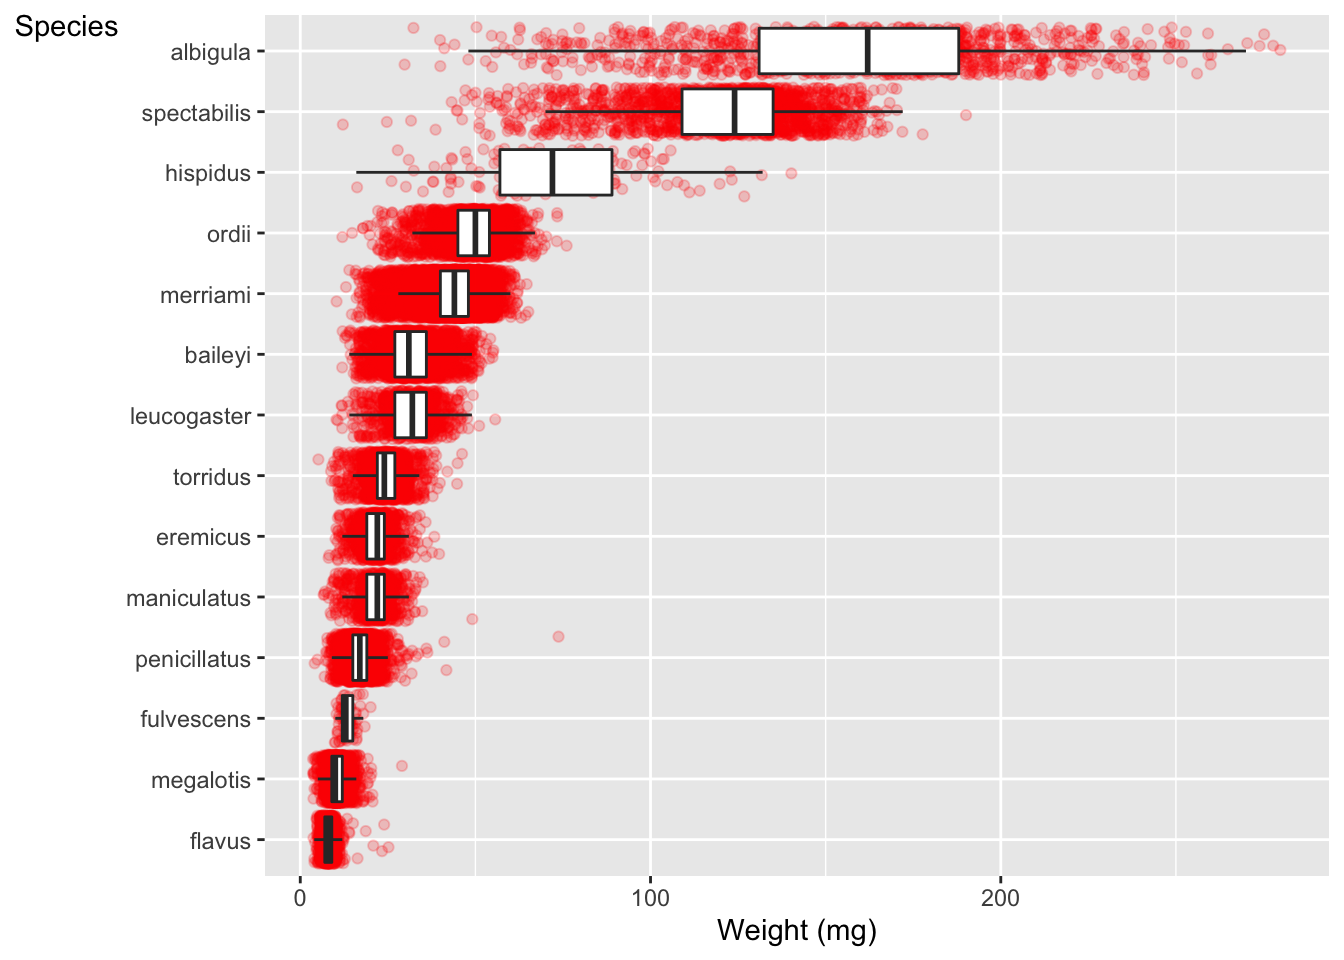 Species
albigula
spectabilis
hispidus
ordii
merriami
baileyi
leucogaster
torridus
eremicus
maniculatus
penicillatus
fulvescens
megalotis
flavus
0 100 200
Weight (mg)